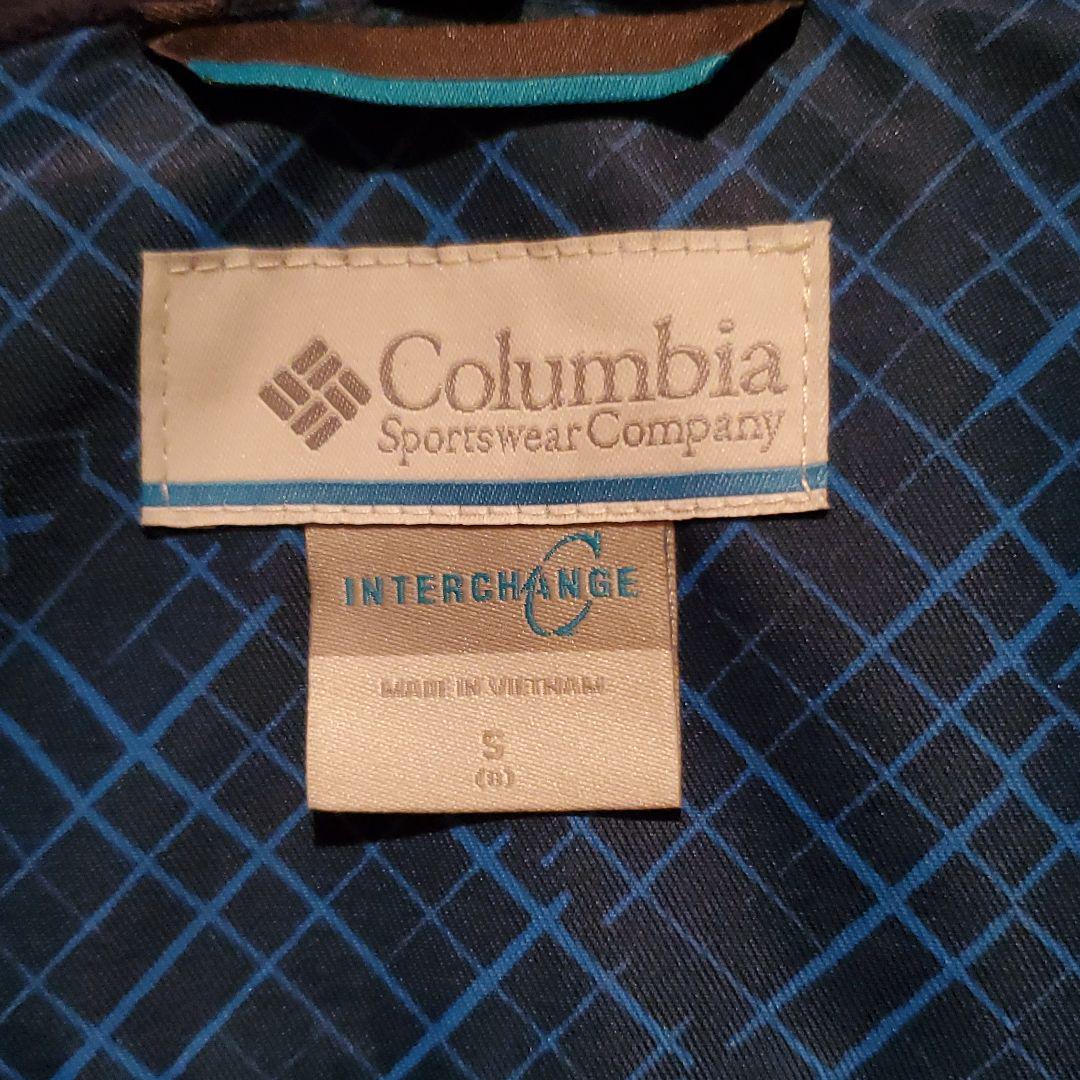 Columbia
Sportswear Company
INTERCHANGE
MADE IN VIETNAM
S
(8)